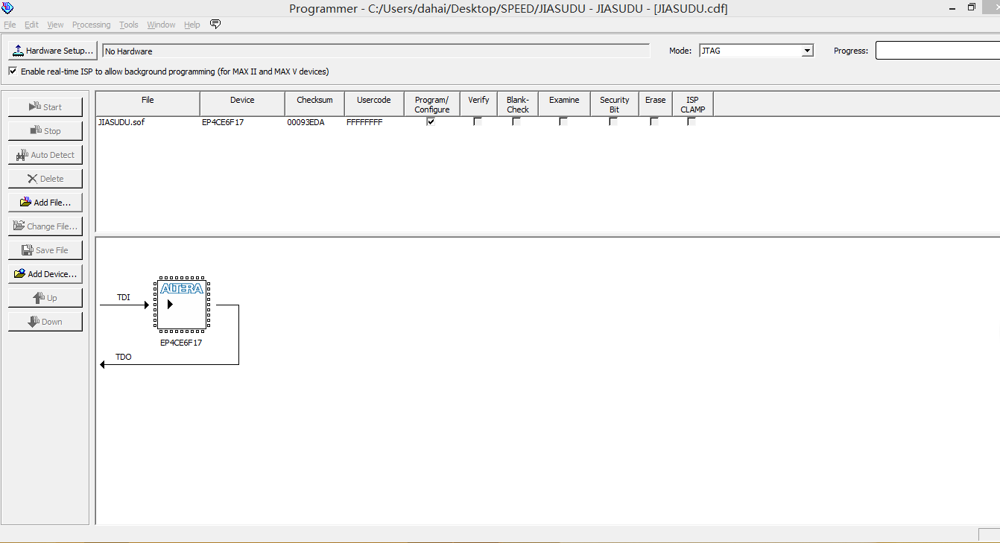 Programmer - C:/Users/dahai/Desktop/SPEED/JIASUDU - JIASUDU - [JIASUDU.cdf]
File Edit View Processing Tools Window Help
Hardware Setup... No Hardware Mode: JTAG Progress:
Enable real-time ISP to allow background programming (for MAX II and MAX V devices)
Start
Stop
Auto Detect
Delete
Add File...
Change File...
Save File
Add Device...
Up
Down
File Device Checksum Usercode Program/ Verify Blank- Examine Security Erase ISP
Configure Check Bit CLAMP
JIASUDU.sof EP4CE6F17 00093EDA FFFFFFFF
ALTERA
TDI
EP4CE6F17
TDO